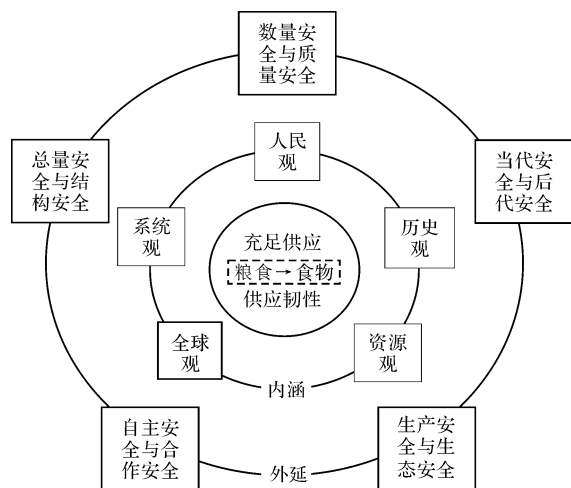 数量安
全与质
量安全
总量安
全与结
构安全
当代安
全与后
代安全
人民
观
系统
观
历史
观
充足供应
粮食→食物
供应韧性
全球
观
资源
观
内涵
自主安
全与合
作安全
生产安
全与生
态安全
外延